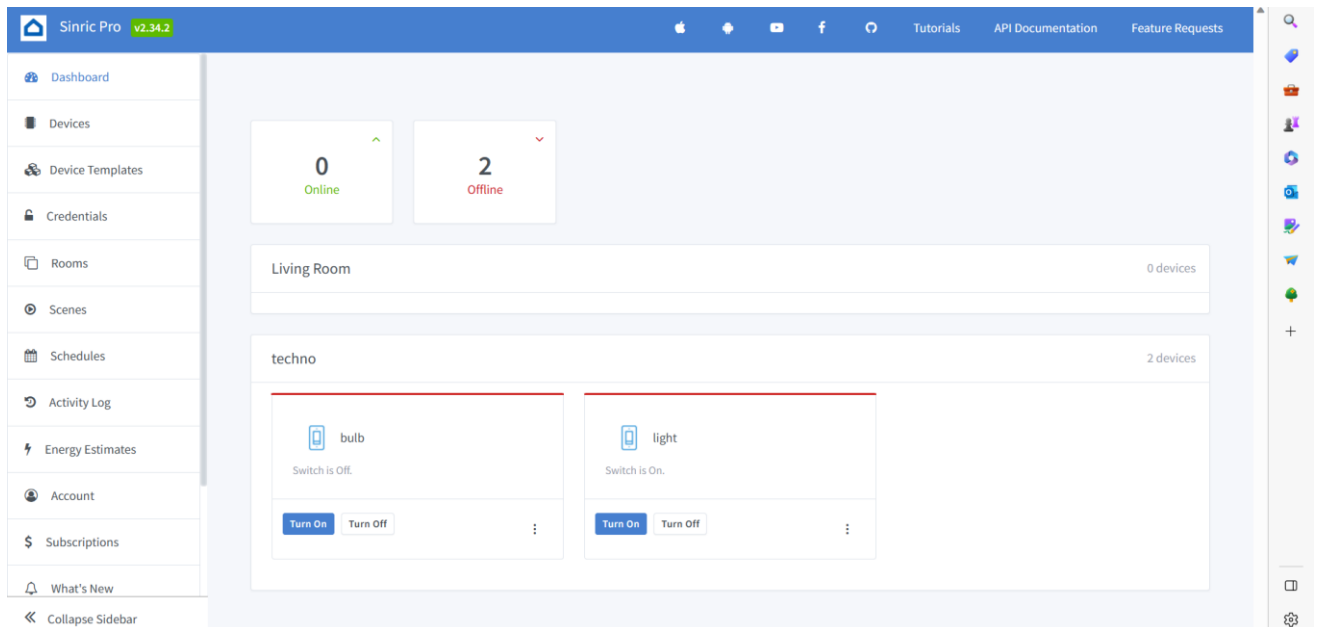 Sinric Pro v2.34.2
Tutorials API Documentation Feature Requests
Dashboard
Devices
Device Templates
Credentials
Rooms
Scenes
Schedules
Activity Log
Energy Estimates
Account
Subscriptions
What's New
Collapse Sidebar
0
Online
2
Offline
Living Room 0 devices
techno 2 devices
bulb
Switch is Off.
Turn On Turn Off
light
Switch is On.
Turn On Turn Off